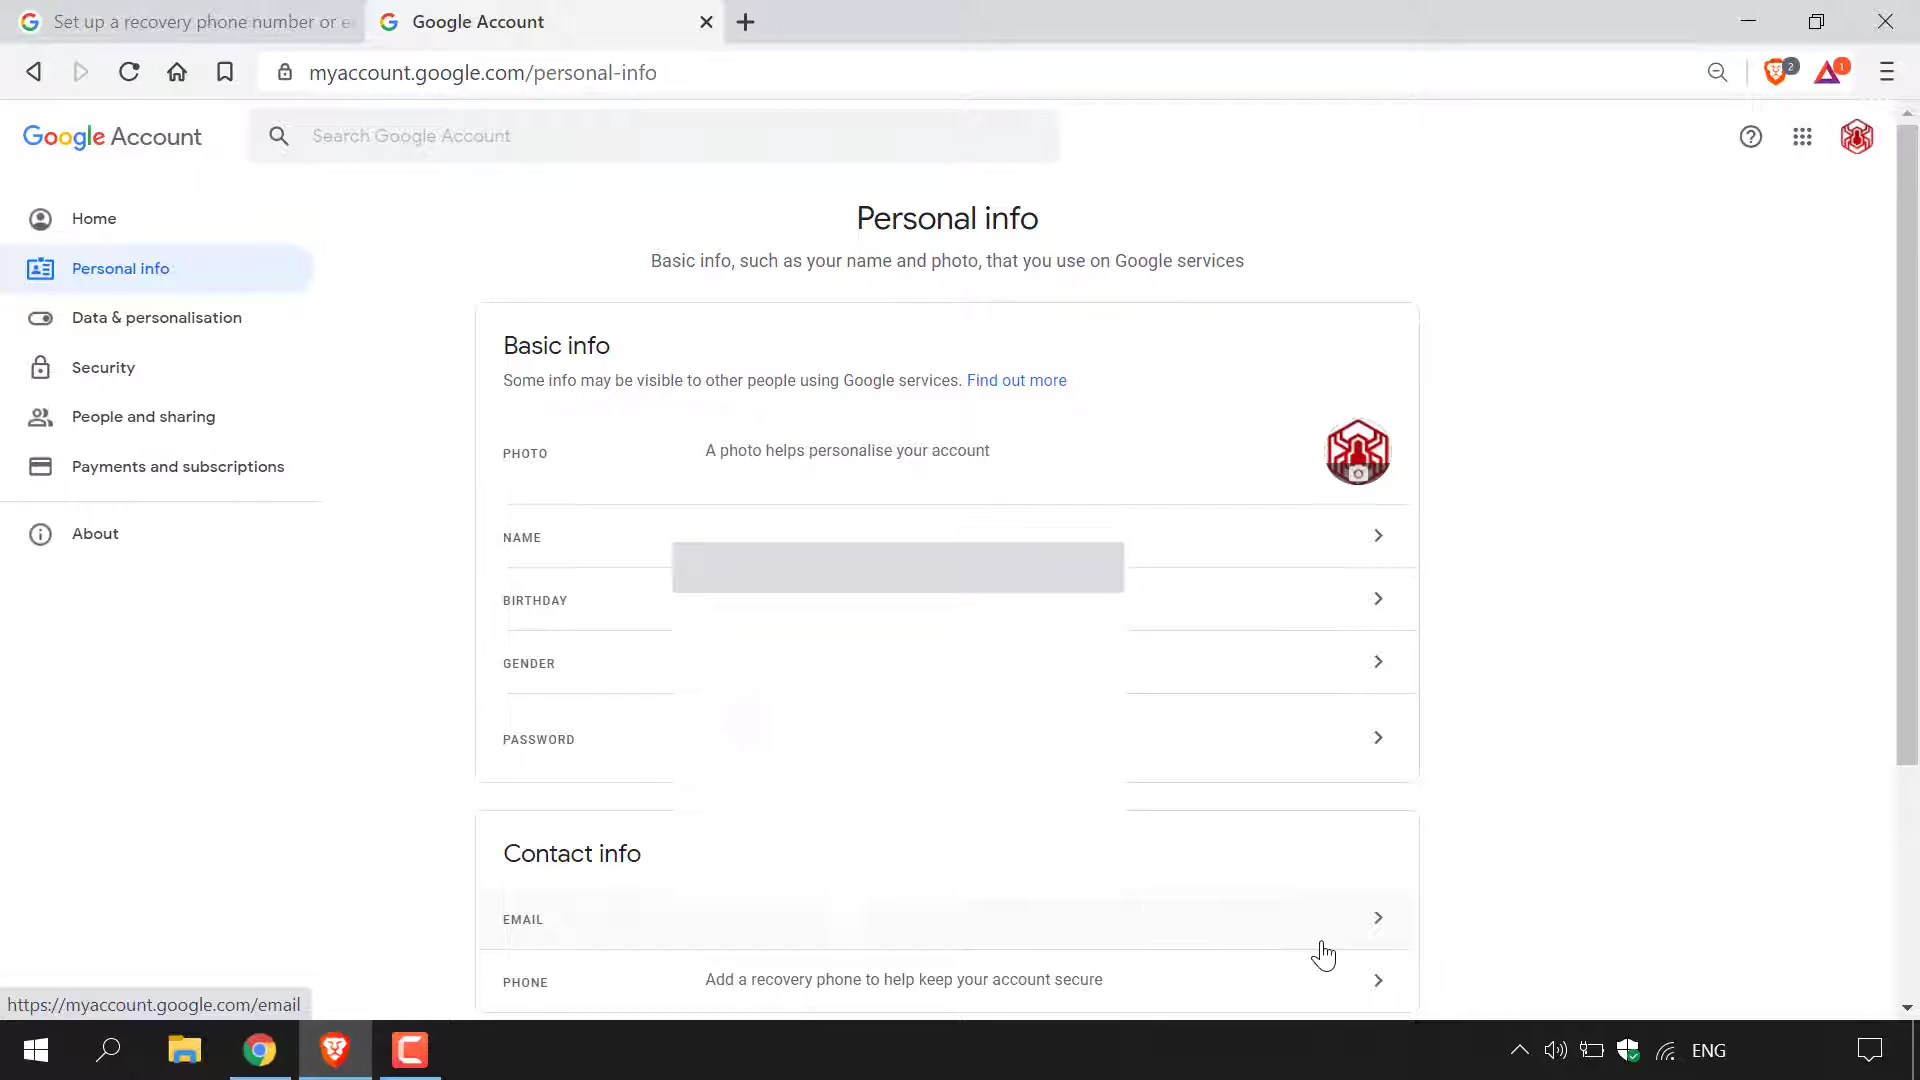 Set up a recovery phone number or e
Google Account
myaccount.google.com/personal-info
2
1
Google Account
Search Google Account
Home
Personal info
Data & personalisation
Security
People and sharing
Payments and subscriptions
About
Personal info
Basic info, such as your name and photo, that you use on Google services
Basic info
Some info may be visible to other people using Google services. Find out more
PHOTO
A photo helps personalise your account
NAME
BIRTHDAY
GENDER
PASSWORD
Contact info
EMAIL
PHONE
Add a recovery phone to help keep your account secure
https://myaccount.google.com/email
ENG